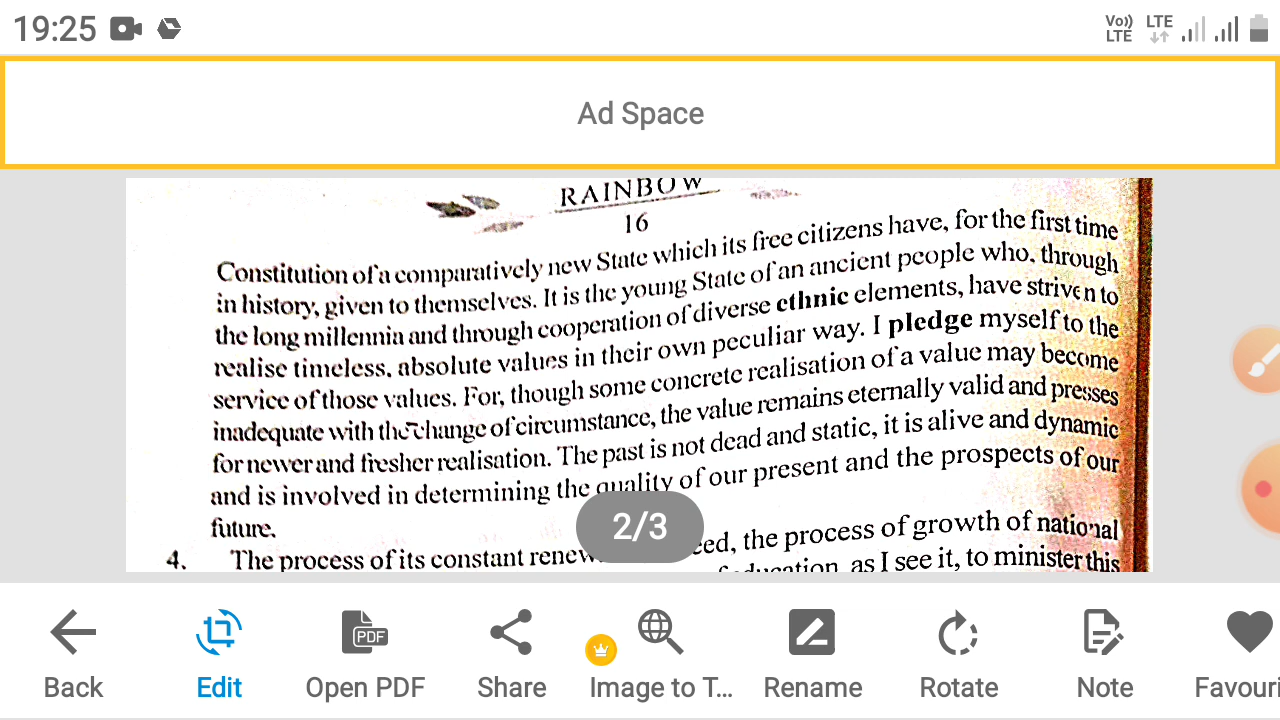 19:25
Vo)) LTE LTE
Ad Space
RAINBOW
16
Constitution of a comparatively new State which its free citizens have, for the first time
in history, given to themselves. It is the young State of an ancient people who, through
the long millennia and through cooperation of diverse ethnic elements, have striven to
realise timeless, absolute values in their own peculiar way. I pledge myself to the
service of those values. For, though some concrete realisation of a value may become
inadequate with the change of circumstance, the value remains eternally valid and presses
for newer and fresher realisation. The past is not dead and static, it is alive and dynamic
and is involved in determining the quality of our present and the prospects of our
future.
2/3
4. The process of its constant the process of growth of national
as I see it, to minister this
PDF
Back Edit Open PDF Share Image to T... Rename Rotate Note Favouri